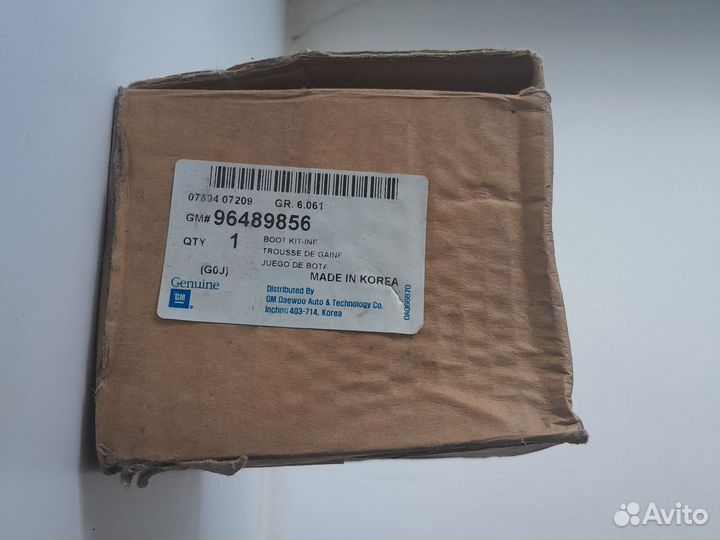 07894 07209 GR. 6.061
GM# 96489856
QTY 1
BOOT KIT-INR
TROUSSE DE GAINE
JUEGO DE BOTA
(G0J) MADE IN KOREA
Genuine
GM
Distributed By
GM Daewoo Auto & Technology Co.
Inchon 403-714, Korea
Avito